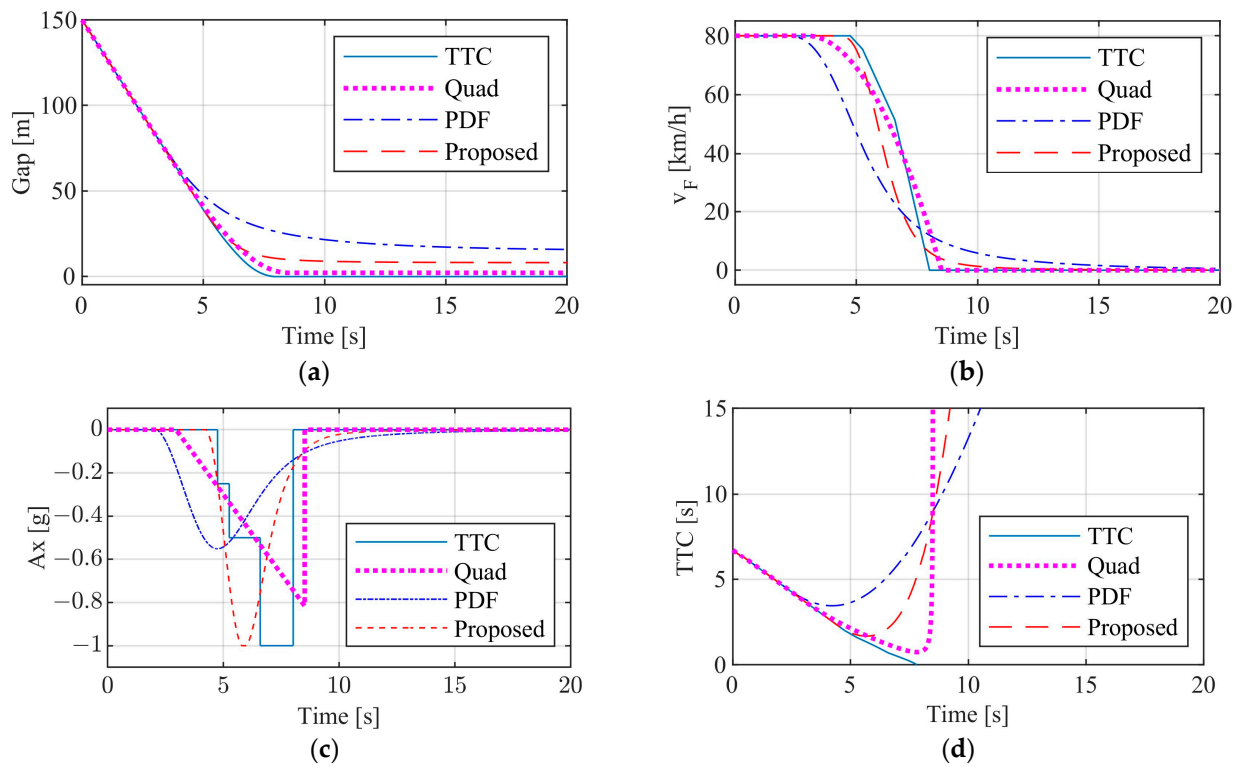 150
100
50
0
Gap [m]
0 5 10 15 20
Time [s]
TTC
Quad
PDF
Proposed
(a)
80
60
40
20
0
v_F [km/h]
0 5 10 15 20
Time [s]
TTC
Quad
PDF
Proposed
(b)
0
−0.2
−0.4
−0.6
−0.8
−1
Ax [g]
0 5 10 15 20
Time [s]
TTC
Quad
PDF
Proposed
(c)
15
10
5
0
TTC [s]
0 5 10 15 20
Time [s]
TTC
Quad
PDF
Proposed
(d)